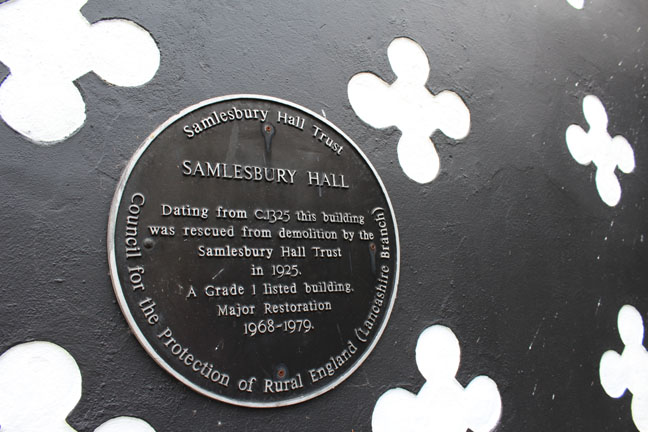 Samlesbury Hall Trust
SAMLESBURY HALL
Dating from C.1325 this building
was rescued from demolition by the
Samlesbury Hall Trust
in 1925.
A Grade 1 listed building.
Major Restoration
1968-1979.
Council for the Protection of Rural England (Lancashire Branch)